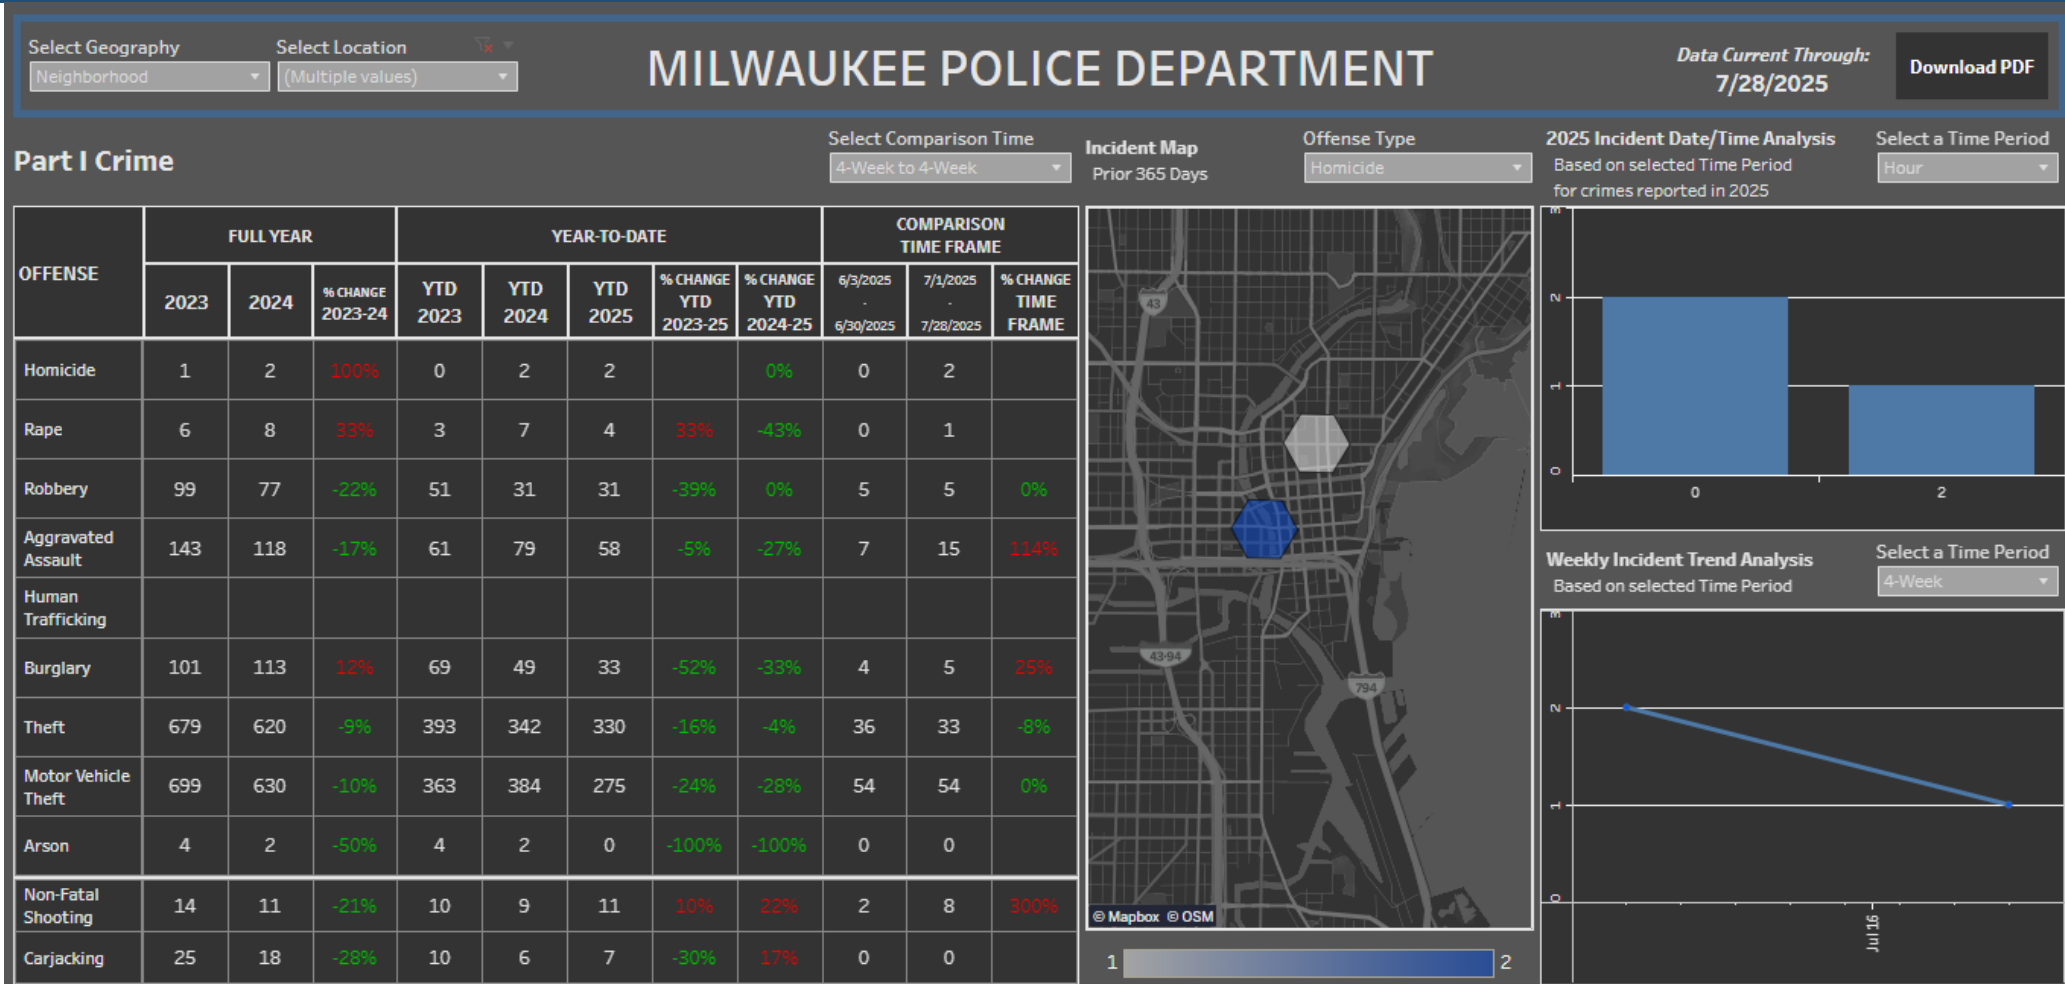 Select Geography
Neighborhood
Select Location
(Multiple values)
MILWAUKEE POLICE DEPARTMENT
Data Current Through:
7/28/2025
Download PDF
Part I Crime
Select Comparison Time
4-Week to 4-Week
Incident Map
Prior 365 Days
Offense Type
Homicide
2025 Incident Date/Time Analysis
Based on selected Time Period
for crimes reported in 2025
Select a Time Period
Hour
OFFENSE
FULL YEAR
YEAR-TO-DATE
COMPARISON
TIME FRAME
2023
2024
% CHANGE
2023-24
YTD
2023
YTD
2024
YTD
2025
% CHANGE
YTD
2023-25
% CHANGE
YTD
2024-25
6/3/2025
-
6/30/2025
7/1/2025
-
7/28/2025
% CHANGE
TIME
FRAME
Homicide 1 2 100% 0 2 2 0% 0 2
Rape 6 8 33% 3 7 4 33% -43% 0 1
Robbery 99 77 -22% 51 31 31 -39% 0% 5 5 0%
Aggravated
Assault 143 118 -17% 61 79 58 -5% -27% 7 15 114%
Human
Trafficking
Burglary 101 113 12% 69 49 33 -52% -33% 4 5 25%
Theft 679 620 -9% 393 342 330 -16% -4% 36 33 -8%
Motor Vehicle
Theft 699 630 -10% 363 384 275 -24% -28% 54 54 0%
Arson 4 2 -50% 4 2 0 -100% -100% 0 0
Non-Fatal
Shooting 14 11 -21% 10 9 11 10% 22% 2 8 300%
Carjacking 25 18 -28% 10 6 7 -30% 17% 0 0
43
43-94
794
© Mapbox © OSM
1 2
3
2
1
0
0 2
Weekly Incident Trend Analysis
Based on selected Time Period
Select a Time Period
4-Week
3
2
1
0
Jul 16